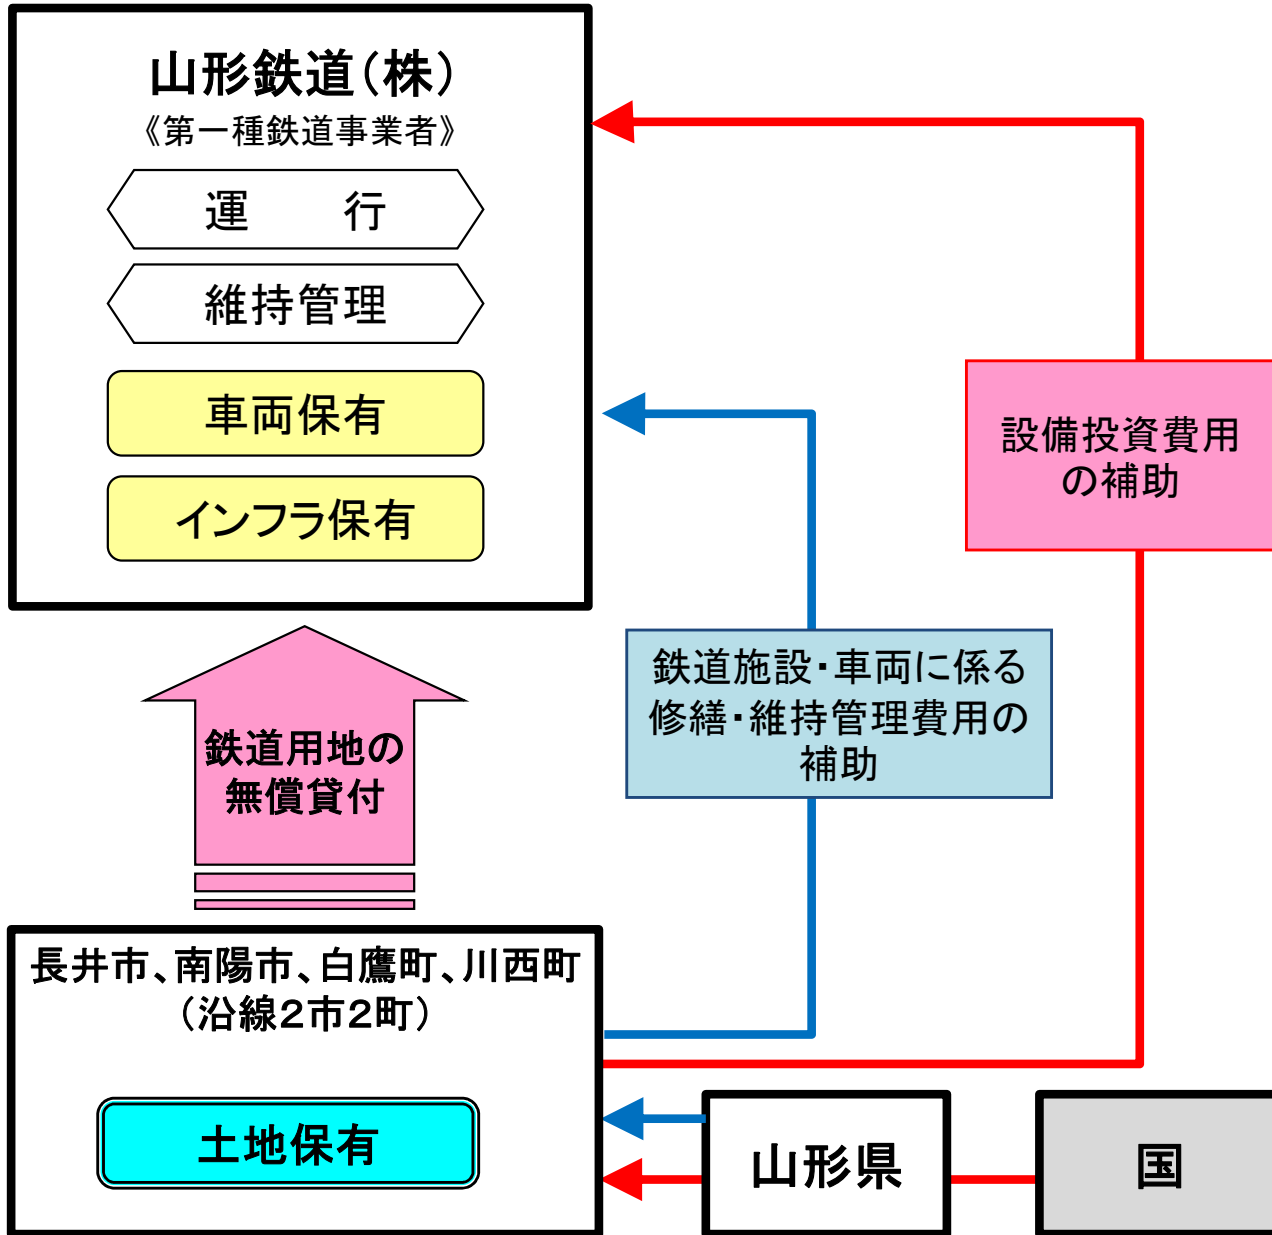 山形鉄道（株）
《第一種鉄道事業者》
運　　行
維持管理
車両保有
インフラ保有
設備投資費用
の補助
鉄道施設・車両に係る
修繕・維持管理費用の
補助
鉄道用地の
無償貸付
長井市、南陽市、白鷹町、川西町
（沿線２市２町）
土地保有
山形県
国